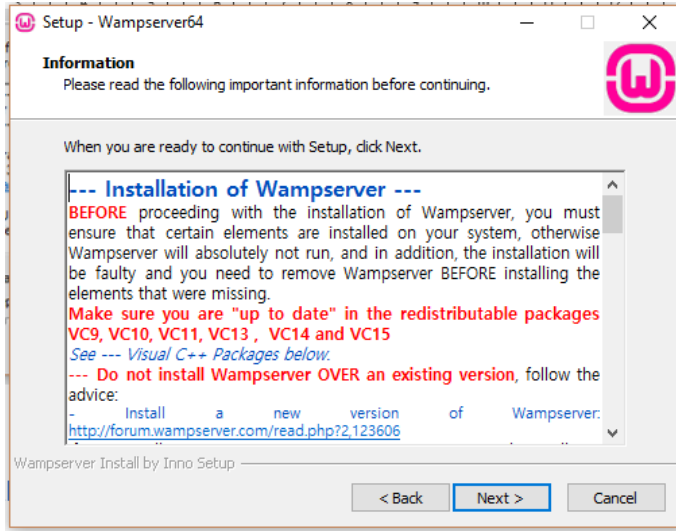 Setup - Wampserver64
Information
Please read the following important information before continuing.
When you are ready to continue with Setup, click Next.
--- Installation of Wampserver ---
BEFORE proceeding with the installation of Wampserver, you must
ensure that certain elements are installed on your system, otherwise
Wampserver will absolutely not run, and in addition, the installation will
be faulty and you need to remove Wampserver BEFORE installing the
elements that were missing.
Make sure you are "up to date" in the redistributable packages
VC9, VC10, VC11, VC13 , VC14 and VC15
See --- Visual C++ Packages below.
--- Do not install Wampserver OVER an existing version, follow the
advice:
- Install a new version of Wampserver:
http://forum.wampserver.com/read.php?2,123606
Wampserver Install by Inno Setup
< Back
Next >
Cancel